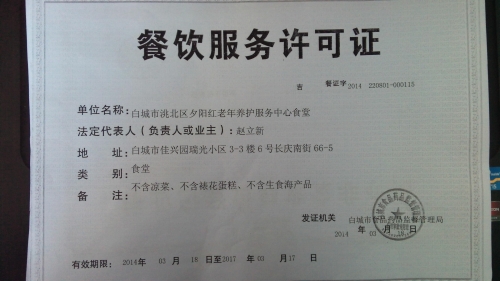 餐饮服务许可证
吉 餐证字 2014 220801-000115
单位名称：白城市洮北区夕阳红老年养护服务中心食堂
法定代表人（负责人或业主）：赵立新
地 址：白城市佳兴园瑞光小区3-3楼6号长庆南街66-5
类 别：食堂
备 注：不含凉菜、不含裱花蛋糕、不含生食海产品
发证机关 白城市食品药品监督管理局
2014 年 03 月 日
有效期限：2014年 03 月 18 日至2017 年 03 月17 日